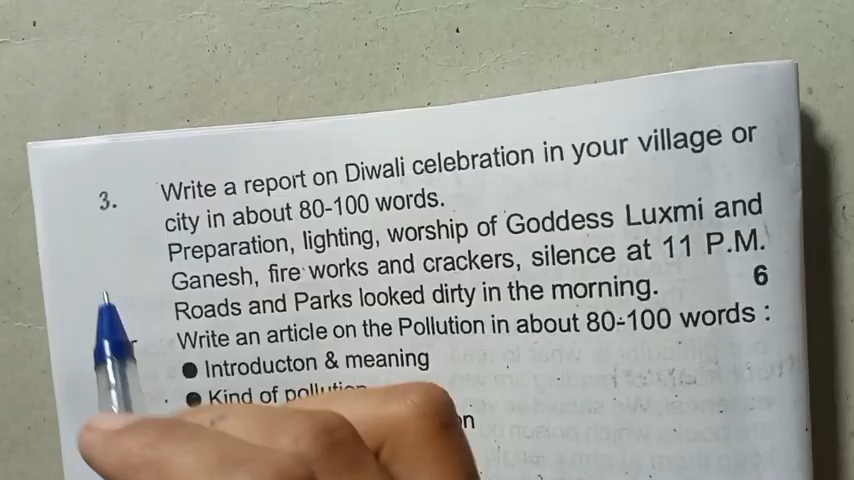 3. Write a report on Diwali celebration in your village or
city in about 80-100 words.
Preparation, lighting, worship of Goddess Luxmi and
Ganesh, fire works and crackers, silence at 11 P.M.
Roads and Parks looked dirty in the morning. 6
Write an article on the Pollution in about 80-100 words :
● Introducton & meaning
● Kind of pollution